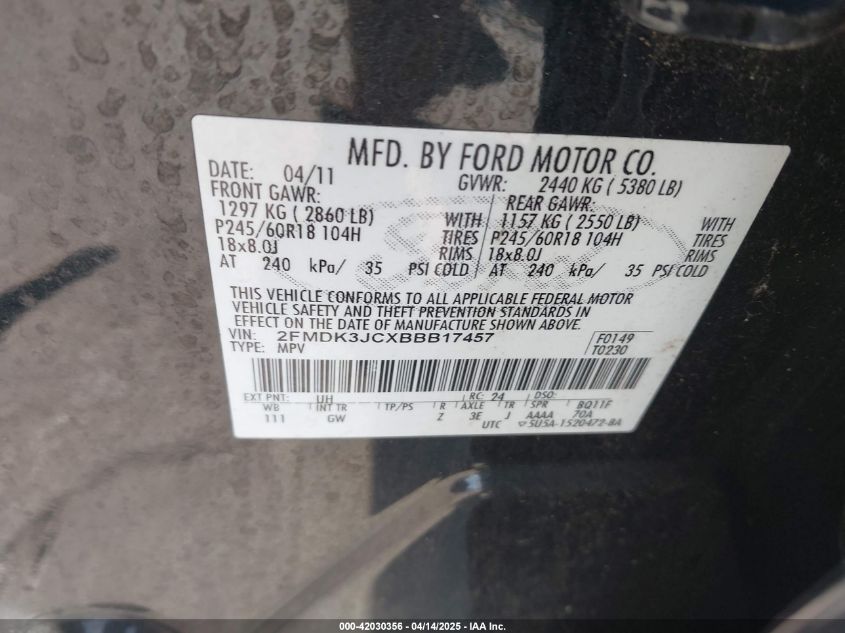 MFD. BY FORD MOTOR CO.
DATE: 04/11 GVWR: 2440 KG ( 5380 LB)
FRONT GAWR: REAR GAWR:
1297 KG ( 2860 LB) WITH 1157 KG ( 2550 LB) WITH
P245/60R18 104H TIRES P245/60R18 104H TIRES
18x8.0J RIMS 18x8.0J RIMS
AT 240 kPa/ 35 PSI COLD AT 240 kPa/ 35 PSI COLD
THIS VEHICLE CONFORMS TO ALL APPLICABLE FEDERAL MOTOR
VEHICLE SAFETY AND THEFT PREVENTION STANDARDS IN
EFFECT ON THE DATE OF MANUFACTURE SHOWN ABOVE.
VIN: 2FMDK3JCXBBB17457 F0149
TYPE: MPV T0230
EXT PNT: UH RC: 24 DSO:
WB INT TR TP/PS R AXLE TR SPR BQ11F
111 GW Z 3E J AAAA 70A
UTC ▽5U5A-1520472-BA
000-42030356 - 04/14/2025 - IAA Inc.